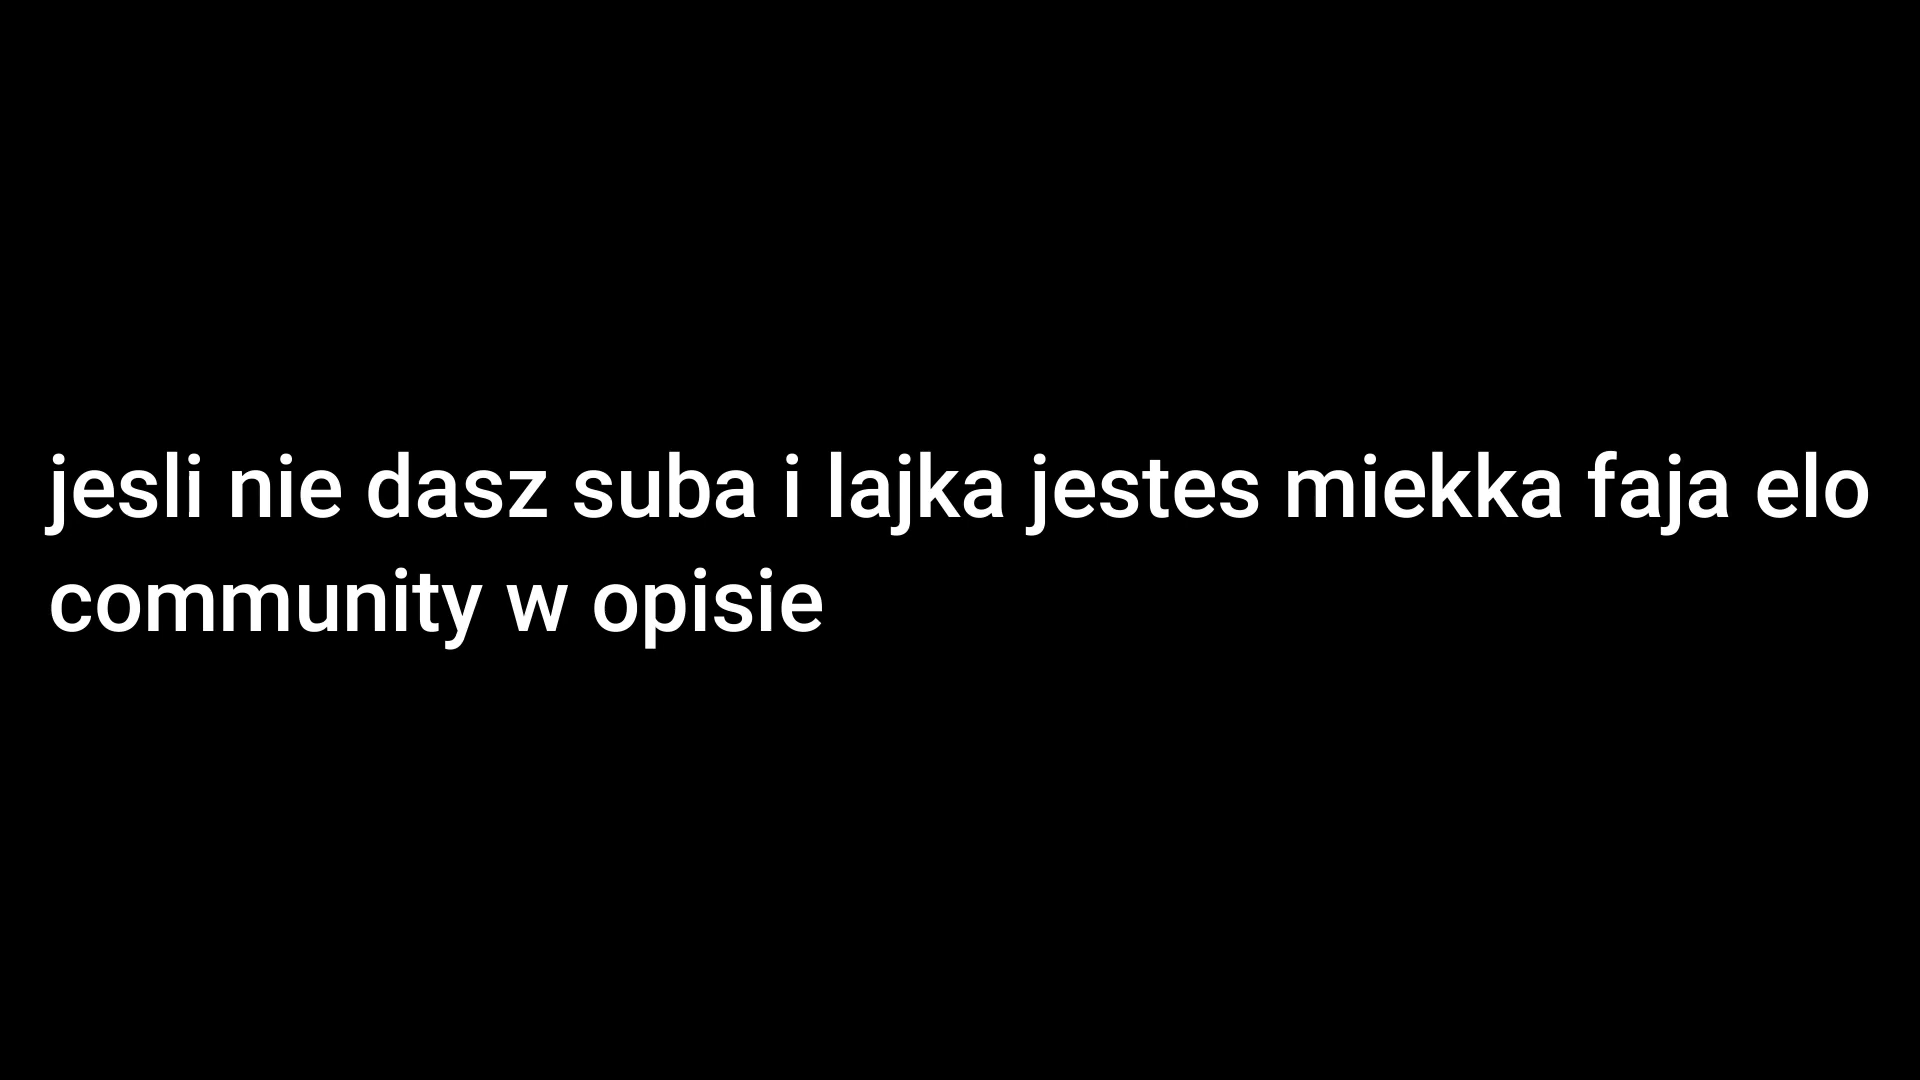 jesli nie dasz suba i lajka jestes miekka faja elo
community w opisie